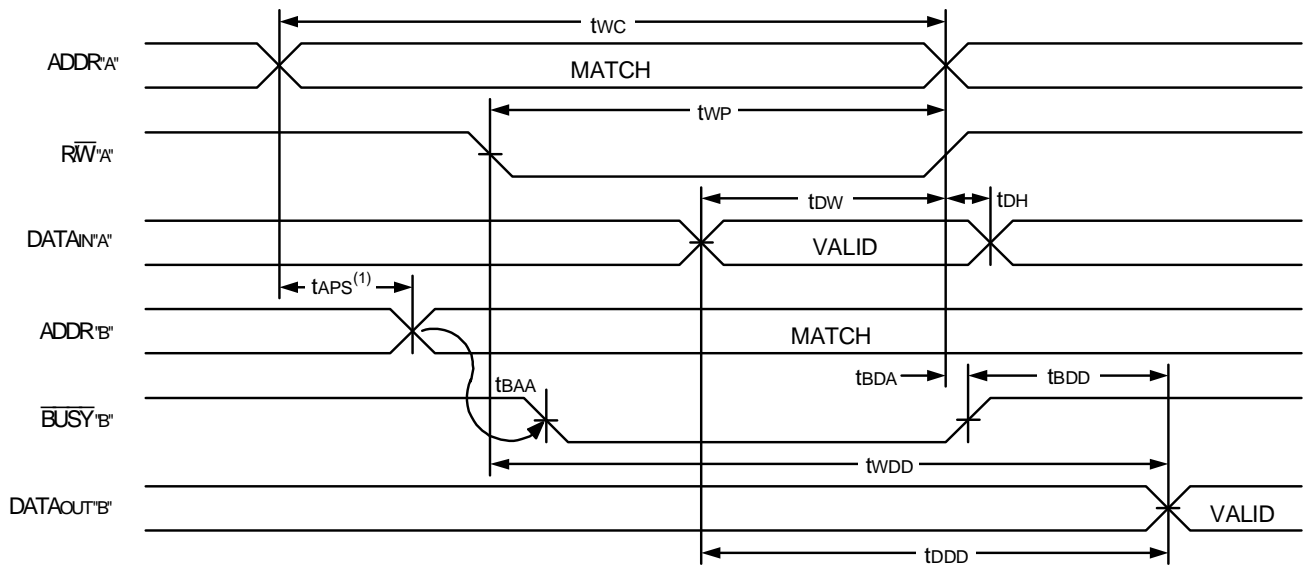 tWC
ADDR"A"
MATCH
tWP
R/W̅"A"
tDW
tDH
DATAIN"A"
VALID
tAPS(1)
ADDR"B"
MATCH
tBAA
tBDA
tBDD
B̅U̅S̅Y̅"B"
tWDD
DATAOUT"B"
VALID
tDDD